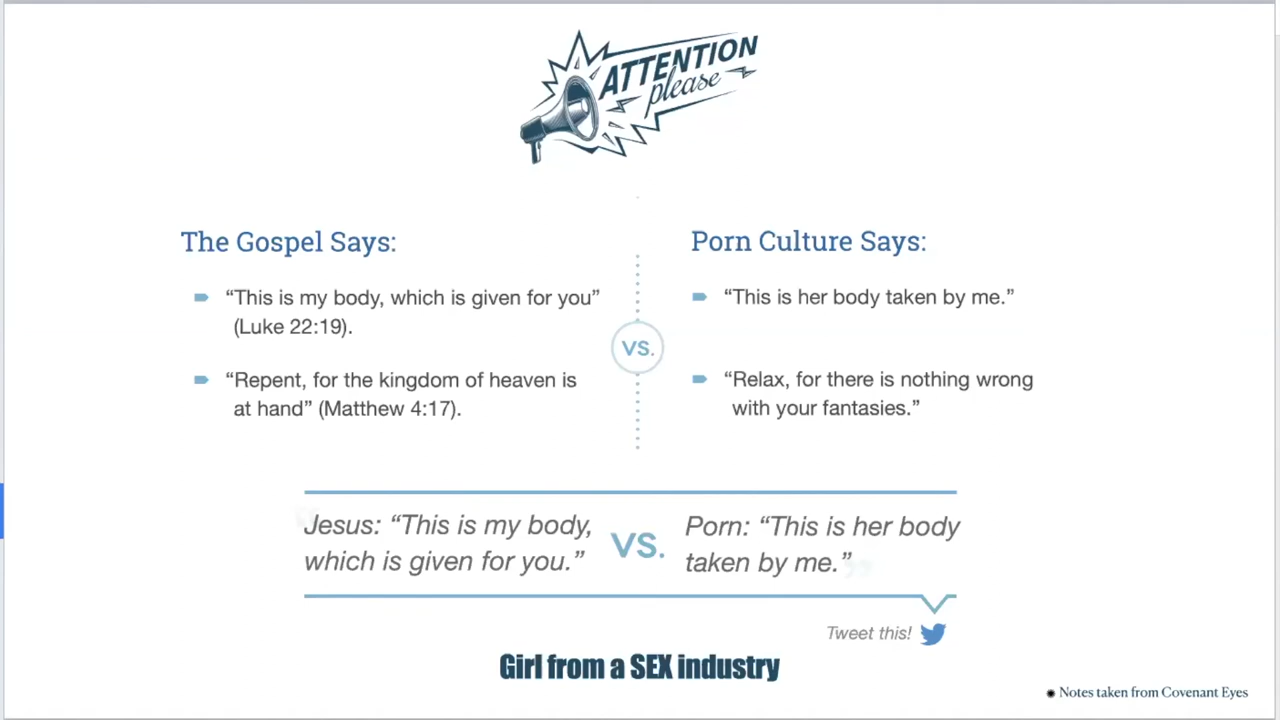 ATTENTION
please
The Gospel Says:
“This is my body, which is given for you”
(Luke 22:19).
“Repent, for the kingdom of heaven is
at hand” (Matthew 4:17).
VS.
Porn Culture Says:
“This is her body taken by me.”
“Relax, for there is nothing wrong
with your fantasies.”
Jesus: “This is my body,
which is given for you.”
VS.
Porn: “This is her body
taken by me.”
Tweet this!
Girl from a SEX industry
Notes taken from Covenant Eyes